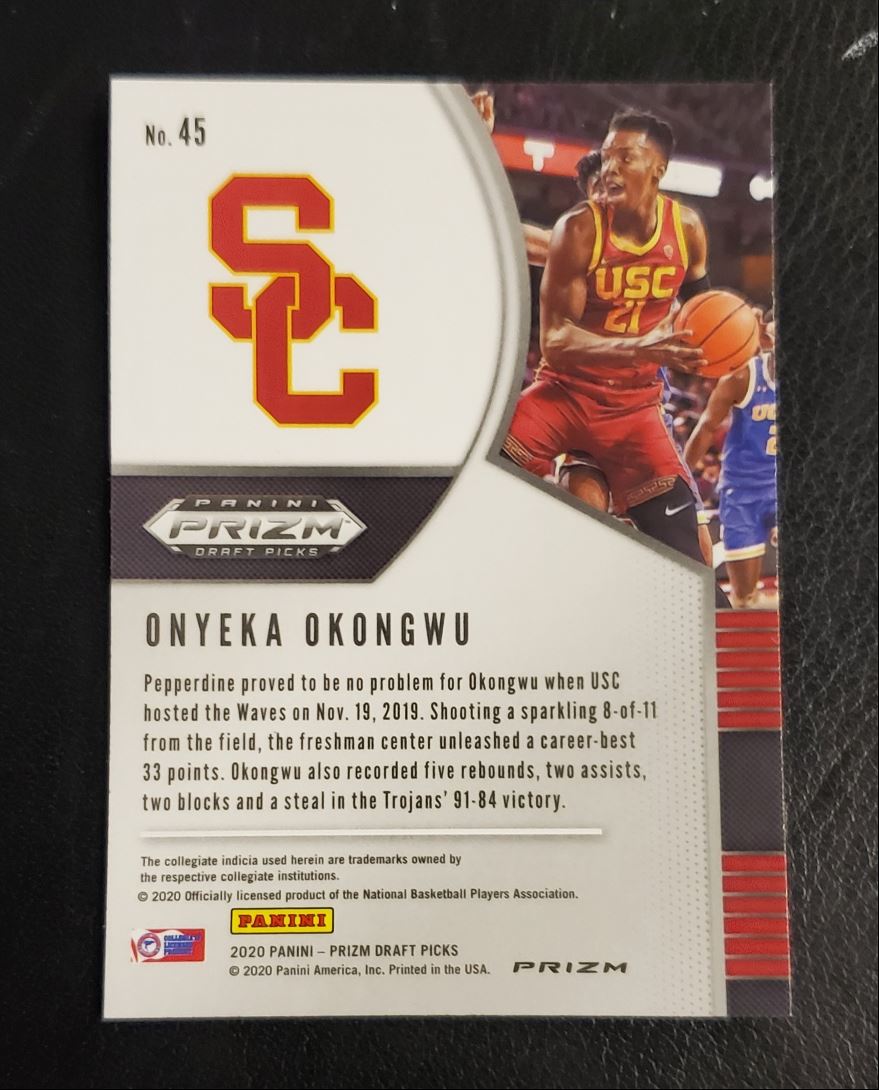 No. 45
SC
T
USC
21
PANINI
PRIZM
DRAFT PICKS
ONYEKA OKONGWU
Pepperdine proved to be no problem for Okongwu when USC
hosted the Waves on Nov. 19, 2019. Shooting a sparkling 8-of-11
from the field, the freshman center unleashed a career-best
33 points. Okongwu also recorded five rebounds, two assists,
two blocks and a steal in the Trojans' 91-84 victory.
The collegiate indicia used herein are trademarks owned by
the respective collegiate institutions.
© 2020 Officially licensed product of the National Basketball Players Association.
PANINI
COLLEGIATE
LICENSED
PRODUCT
2020 PANINI – PRIZM DRAFT PICKS
© 2020 Panini America, Inc. Printed in the USA.
PRIZM